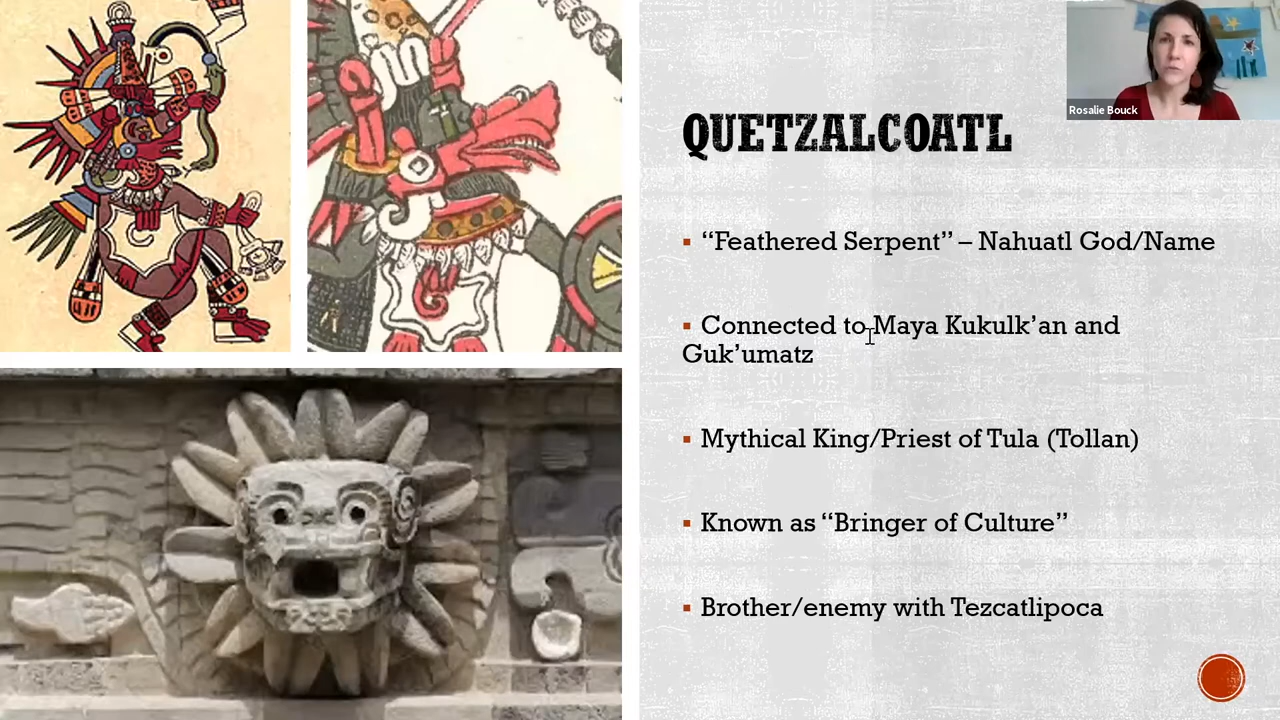 Rosalie Bouck
QUETZALCOATL
▪ “Feathered Serpent” – Nahuatl God/Name
▪ Connected to Maya Kukulk’an and
Guk’umatz
▪ Mythical King/Priest of Tula (Tollan)
▪ Known as “Bringer of Culture”
▪ Brother/enemy with Tezcatlipoca